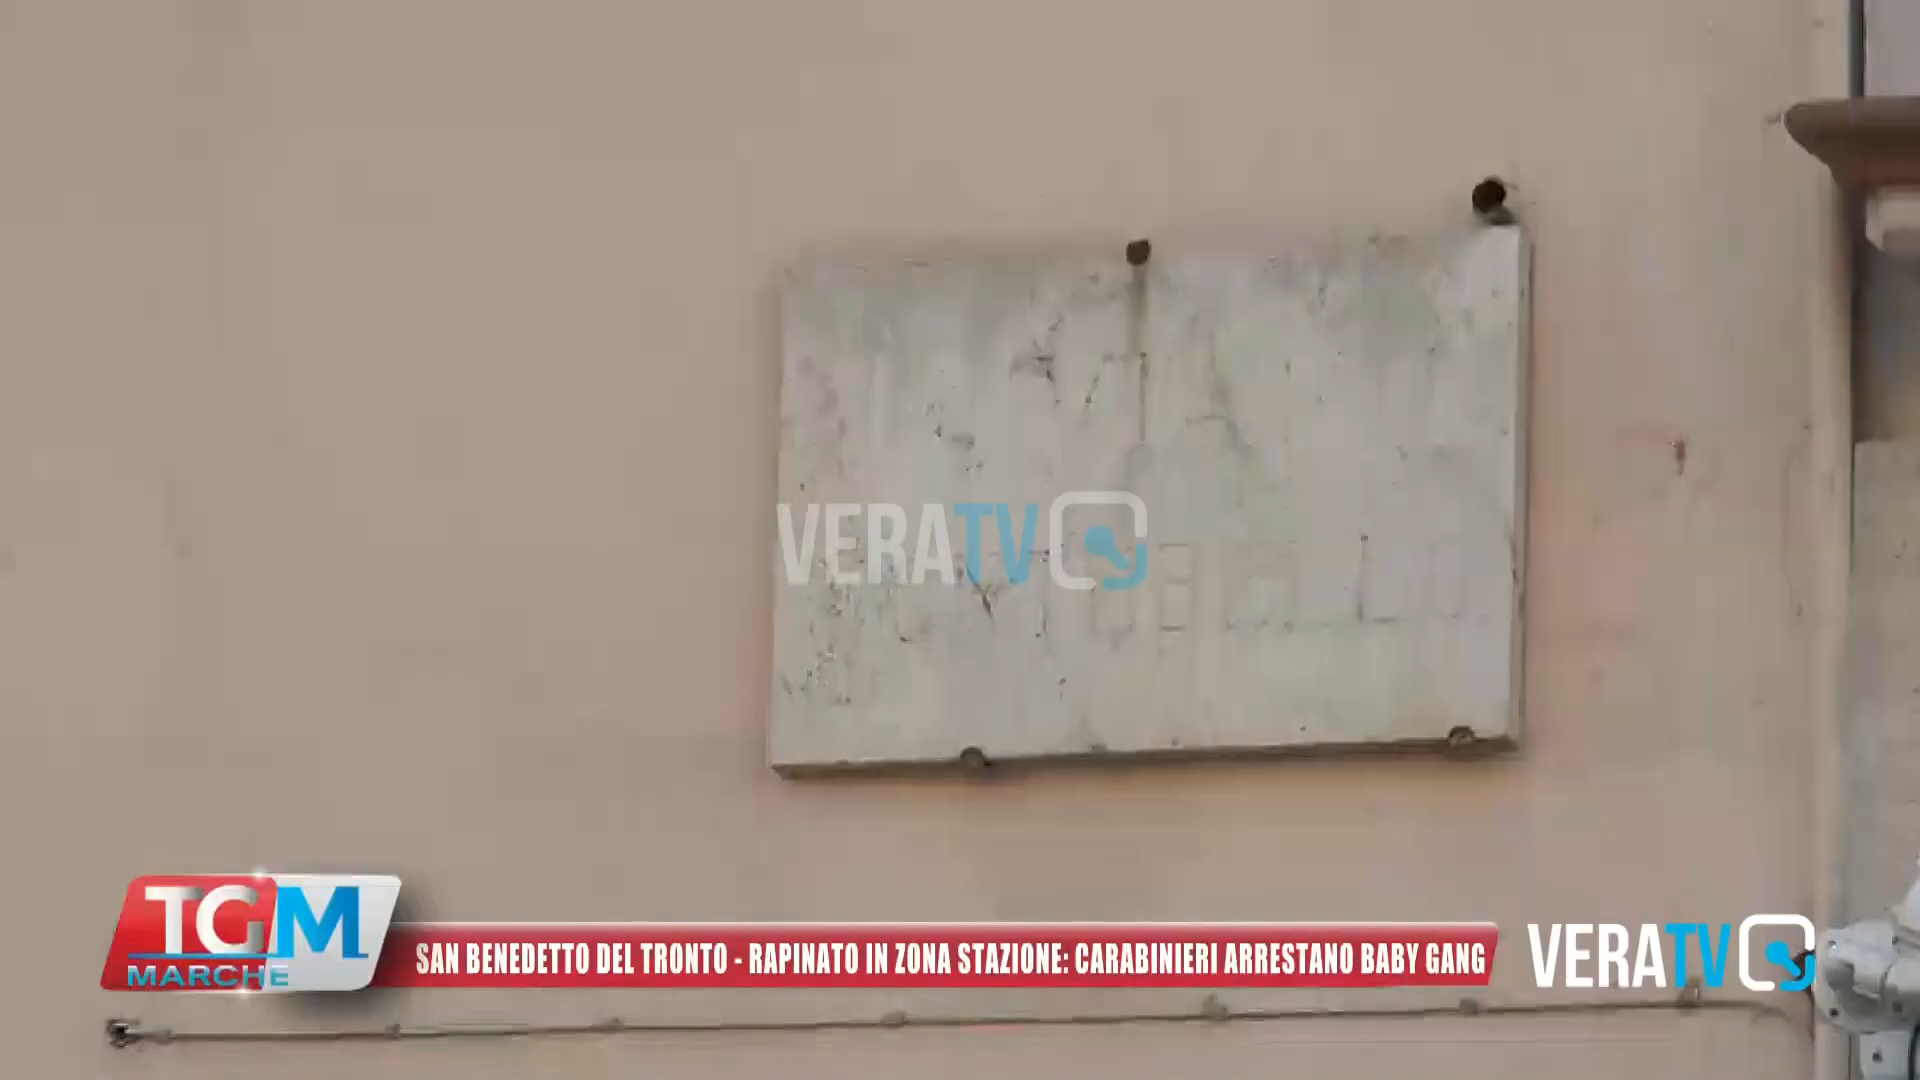 VERATV
TGM
MARCHE
SAN BENEDETTO DEL TRONTO - RAPINATO IN ZONA STAZIONE: CARABINIERI ARRESTANO BABY GANG
VERATV